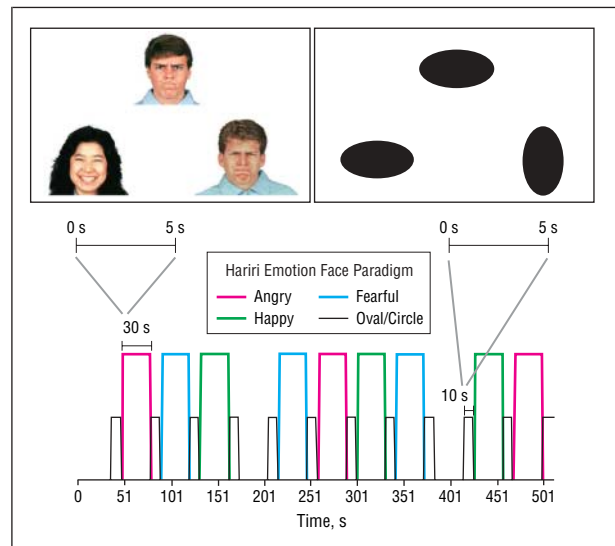 0 s 5 s 0 s 5 s
Hariri Emotion Face Paradigm
Angry Fearful
Happy Oval/Circle
30 s
10 s
0 51 101 151 201 251 301 351 401 451 501
Time, s